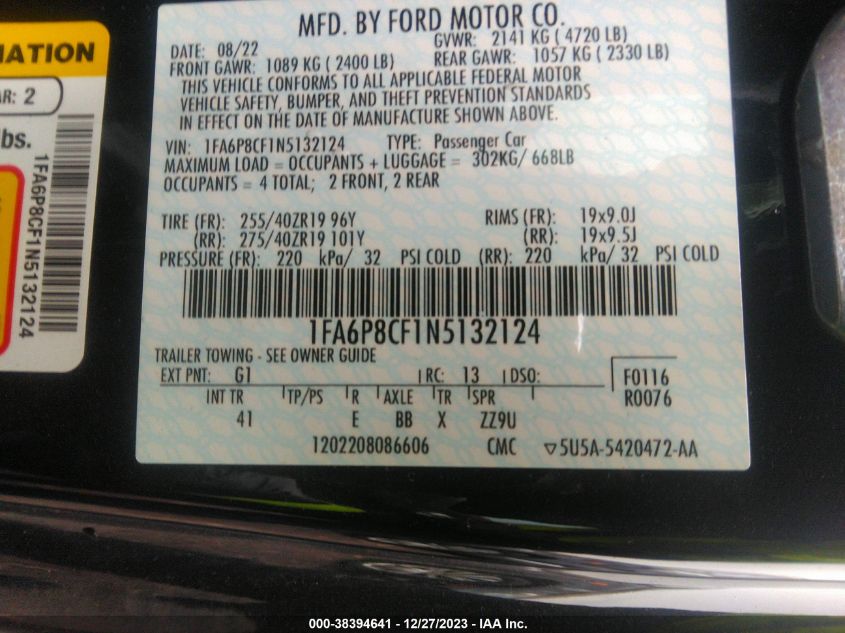 MATION
AR: 2
lbs.
1FA6P8CF1N5132124
MFD. BY FORD MOTOR CO.
DATE: 08/22 GVWR: 2141 KG ( 4720 LB)
FRONT GAWR: 1089 KG ( 2400 LB) REAR GAWR: 1057 KG ( 2330 LB)
THIS VEHICLE CONFORMS TO ALL APPLICABLE FEDERAL MOTOR
VEHICLE SAFETY, BUMPER, AND THEFT PREVENTION STANDARDS
IN EFFECT ON THE DATE OF MANUFACTURE SHOWN ABOVE.
VIN: 1FA6P8CF1N5132124 TYPE: Passenger Car
MAXIMUM LOAD = OCCUPANTS + LUGGAGE = 302KG/ 668LB
OCCUPANTS = 4 TOTAL; 2 FRONT, 2 REAR
TIRE (FR): 255/40ZR19 96Y RIMS (FR): 19x9.0J
(RR): 275/40ZR19 101Y (RR): 19x9.5J
PRESSURE (FR): 220 kPa/ 32 PSI COLD (RR): 220 kPa/ 32 PSI COLD
1FA6P8CF1N5132124
TRAILER TOWING - SEE OWNER GUIDE
EXT PNT: G1 RC: 13 DSO: F0116
INT TR TP/PS R AXLE TR SPR R0076
41 E BB X ZZ9U
1202208086606 CMC ▽5U5A-5420472-AA
000-38394641 - 12/27/2023 - IAA Inc.